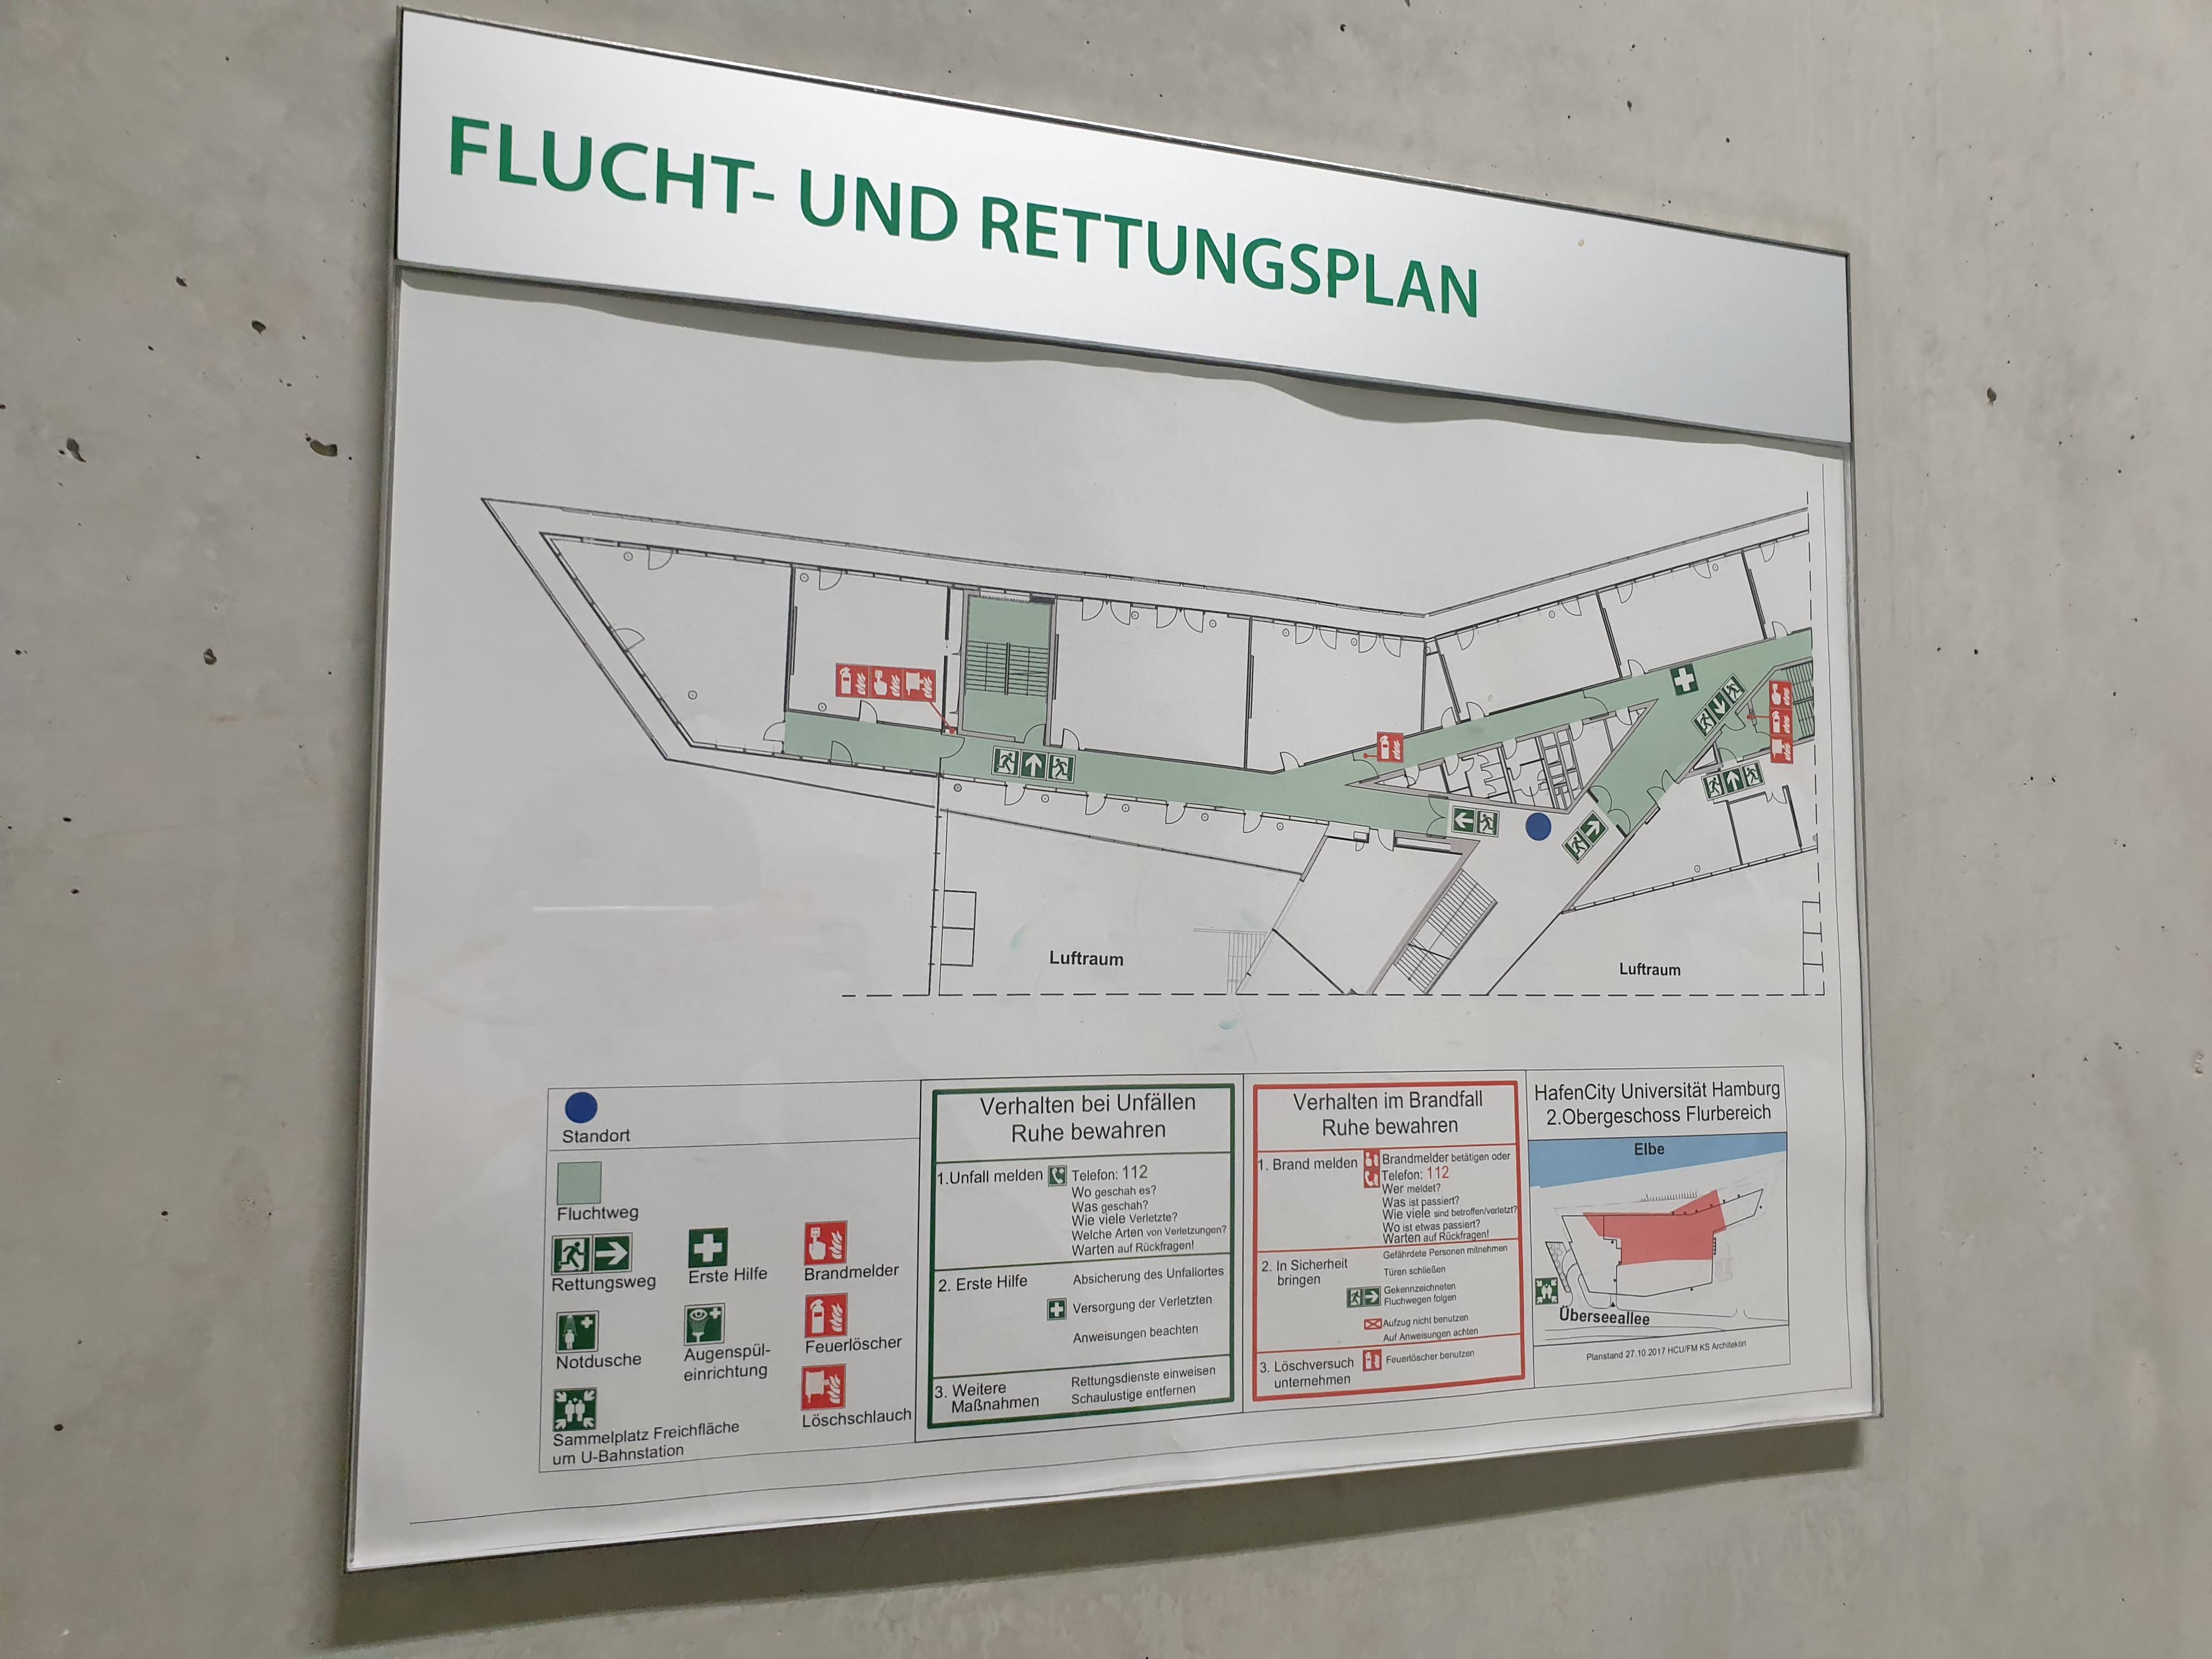 FLUCHT- UND RETTUNGSPLAN
Luftraum
Luftraum
Standort
Fluchtweg
Rettungsweg
Erste Hilfe
Brandmelder
Notdusche
Augenspül-
einrichtung
Feuerlöscher
Sammelplatz Freichfläche
um U-Bahnstation
Löschschlauch
Verhalten bei Unfällen
Ruhe bewahren
1.Unfall melden
Telefon: 112
Wo geschah es?
Was geschah?
Wie viele Verletzte?
Welche Arten von Verletzungen?
Warten auf Rückfragen!
2. Erste Hilfe
Absicherung des Unfallortes
Versorgung der Verletzten
Anweisungen beachten
3. Weitere
Maßnahmen
Rettungsdienste einweisen
Schaulustige entfernen
Verhalten im Brandfall
Ruhe bewahren
1. Brand melden
Brandmelder betätigen oder
Telefon: 112
Wer meldet?
Was ist passiert?
Wie viele sind betroffen/verletzt?
Wo ist etwas passiert?
Warten auf Rückfragen!
2. In Sicherheit
bringen
Gefährdete Personen mitnehmen
Türen schließen
Gekennzeichneten
Fluchwegen folgen
Aufzug nicht benutzen
Auf Anweisungen achten
3. Löschversuch
unternehmen
Feuerlöscher benutzen
HafenCity Universität Hamburg
2.Obergeschoss Flurbereich
Elbe
Überseeallee
Planstand 27.10.2017 HCU/FM KS Architektin